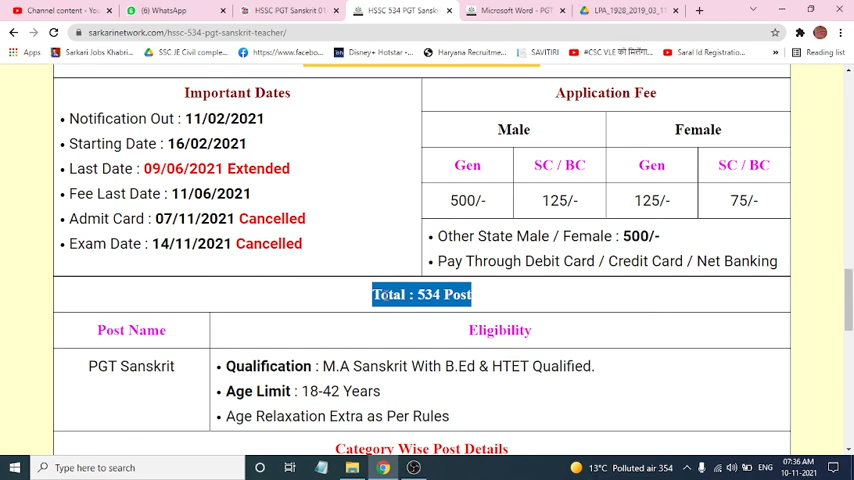 Channel content - You
(6) WhatsApp
HSSC PGT Sanskrit 01
HSSC 534 PGT Sanskri
Microsoft Word - PGT
LPA_1928_2019_03_11
sarkarinetwork.com/hssc-534-pgt-sanskrit-teacher/
Apps
Sarkari Jobs Khabri...
SSC JE Civil comple...
https://www.facebo...
Disney+ Hotstar -...
Haryana Recruitme...
SAVITIRI
#CSC VLE को मिलेगा...
Saral Id Registratio...
Reading list
Important Dates
Notification Out : 11/02/2021
Starting Date : 16/02/2021
Last Date : 09/06/2021 Extended
Fee Last Date : 11/06/2021
Admit Card : 07/11/2021 Cancelled
Exam Date : 14/11/2021 Cancelled
Application Fee
Male Female
Gen SC / BC Gen SC / BC
500/- 125/- 125/- 75/-
Other State Male / Female : 500/-
Pay Through Debit Card / Credit Card / Net Banking
Total : 534 Post
Post Name Eligibility
PGT Sanskrit
Qualification : M.A Sanskrit With B.Ed & HTET Qualified.
Age Limit : 18-42 Years
Age Relaxation Extra as Per Rules
Category Wise Post Details
Type here to search
13°C Polluted air 354
ENG
07:36 AM
10-11-2021